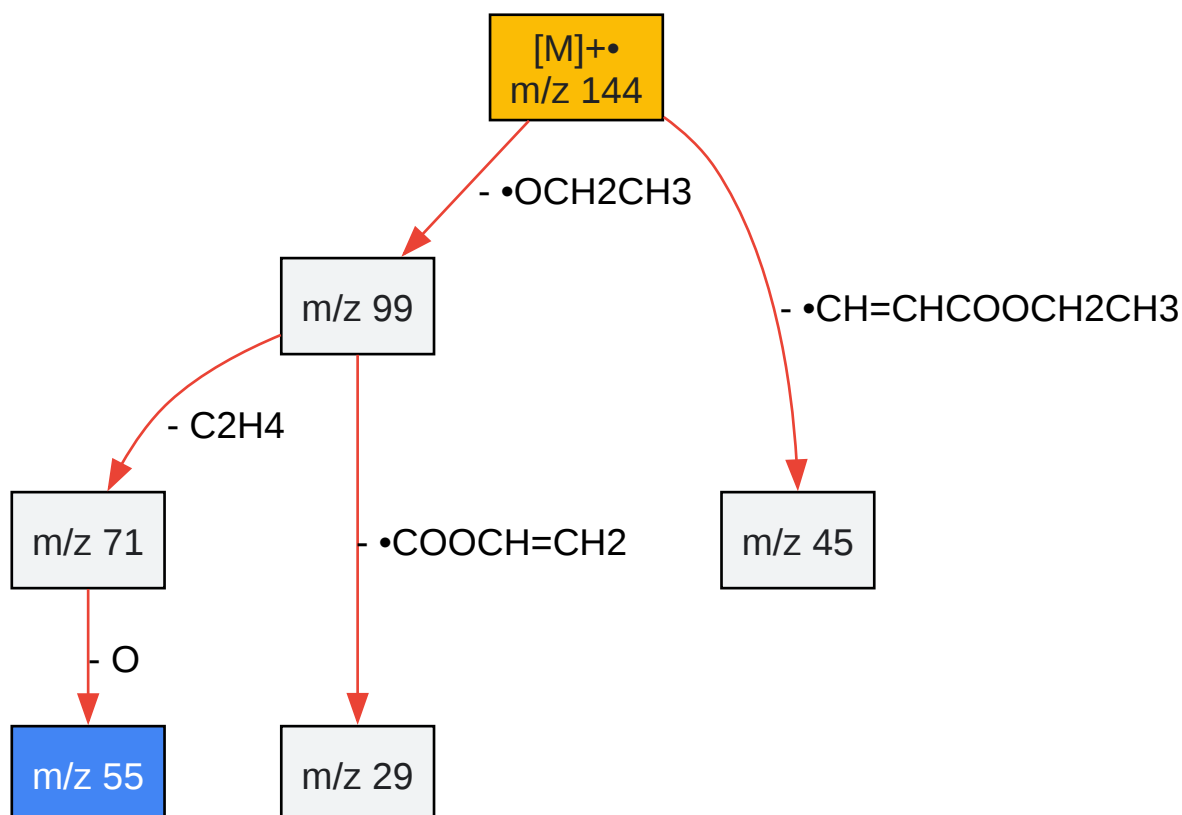 [M]+•
m/z 144
- •OCH2CH3
m/z 99
- •CH=CHCOOCH2CH3
- C2H4
m/z 71
- •COOCH=CH2
m/z 45
- O
m/z 55
m/z 29